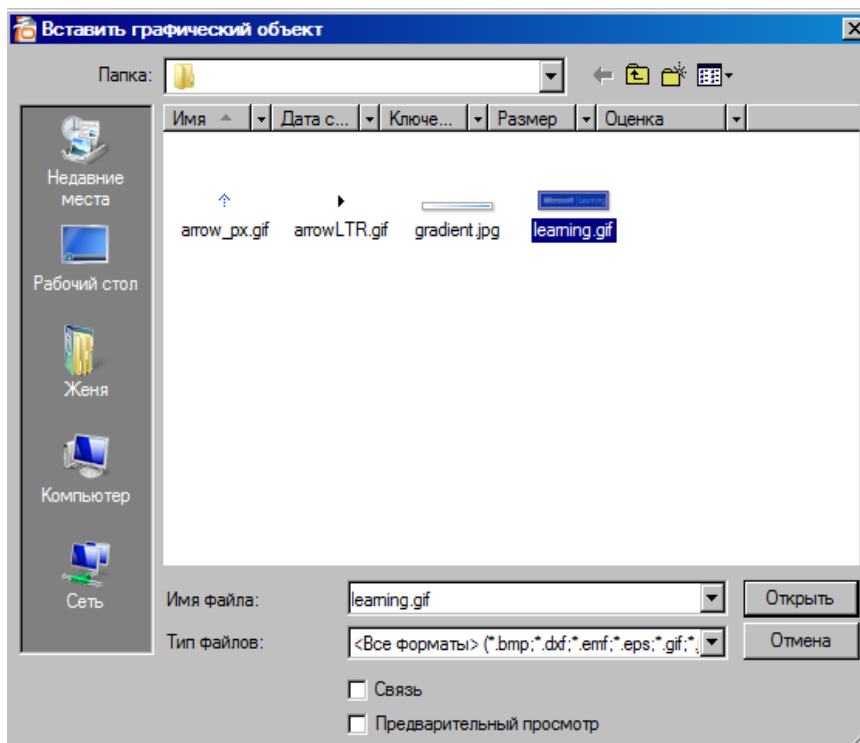 Вставить графический объект
Папка:
Имя Дата с... Ключе... Размер Оценка
Недавние места
Рабочий стол
Женя
Компьютер
Сеть
Microsoft Learning
arrow_px.gif arrowLTR.gif gradient.jpg learning.gif
Имя файла: learning.gif Открыть
Тип файлов: <Все форматы> (*.bmp;*.dxf;*.emf;*.eps;*.gif;*. Отмена
Связь
Предварительный просмотр